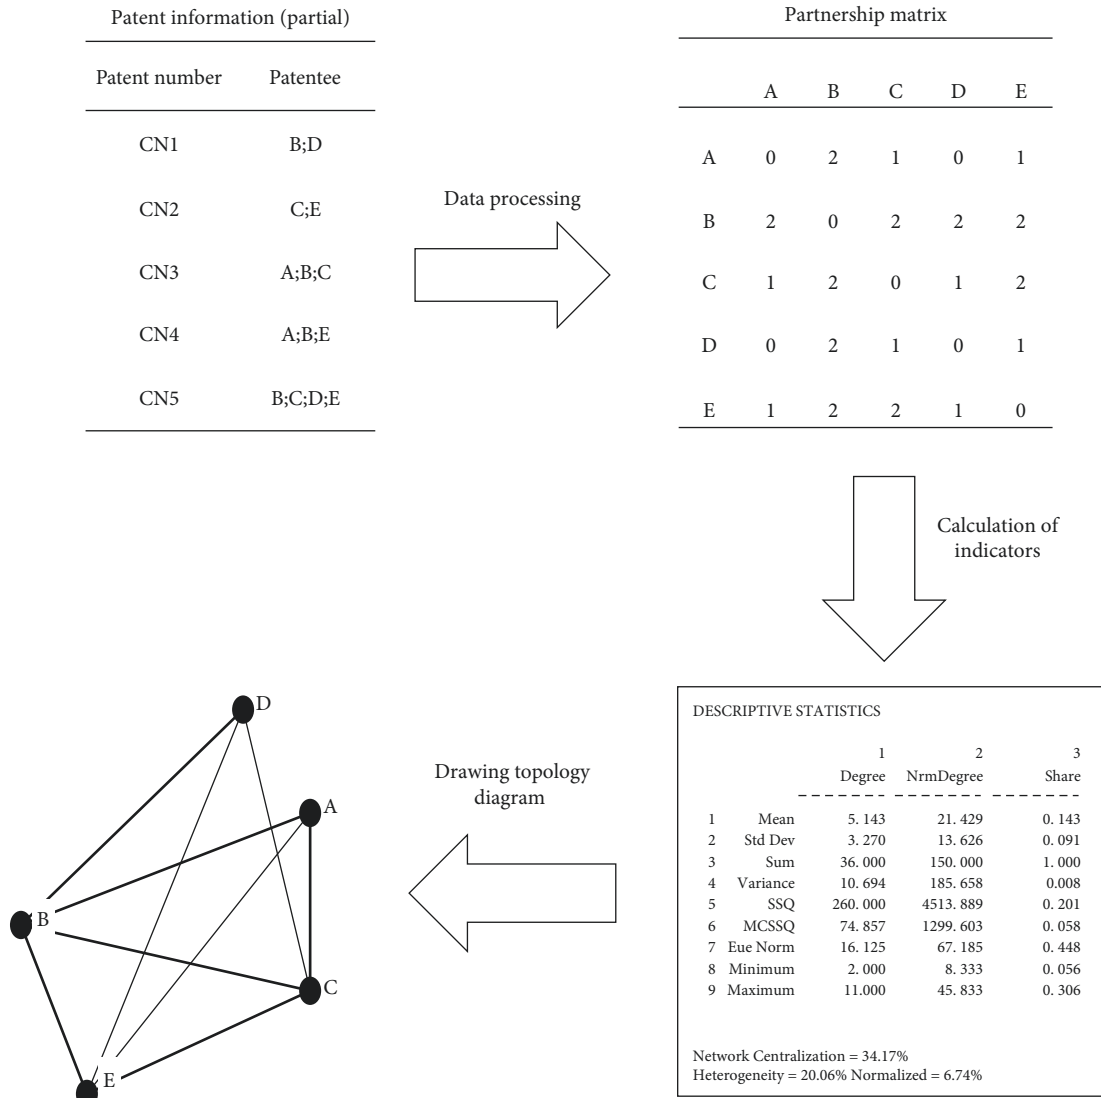 Patent information (partial)
Patent number Patentee
CN1 B;D
CN2 C;E
CN3 A;B;C
CN4 A;B;E
CN5 B;C;D;E
Data processing
Partnership matrix
A B C D E
A 0 2 1 0 1
B 2 0 2 2 2
C 1 2 0 1 2
D 0 2 1 0 1
E 1 2 2 1 0
Calculation of
indicators
DESCRIPTIVE STATISTICS
1 2 3
Degree NrmDegree Share
1 Mean 5. 143 21. 429 0. 143
2 Std Dev 3. 270 13. 626 0. 091
3 Sum 36. 000 150. 000 1. 000
4 Variance 10. 694 185. 658 0.008
5 SSQ 260. 000 4513. 889 0. 201
6 MCSSQ 74. 857 1299. 603 0. 058
7 Eue Norm 16. 125 67. 185 0. 448
8 Minimum 2. 000 8. 333 0. 056
9 Maximum 11.000 45. 833 0. 306
Network Centralization = 34.17%
Heterogeneity = 20.06% Normalized = 6.74%
Drawing topology
diagram
D
A
B
C
E